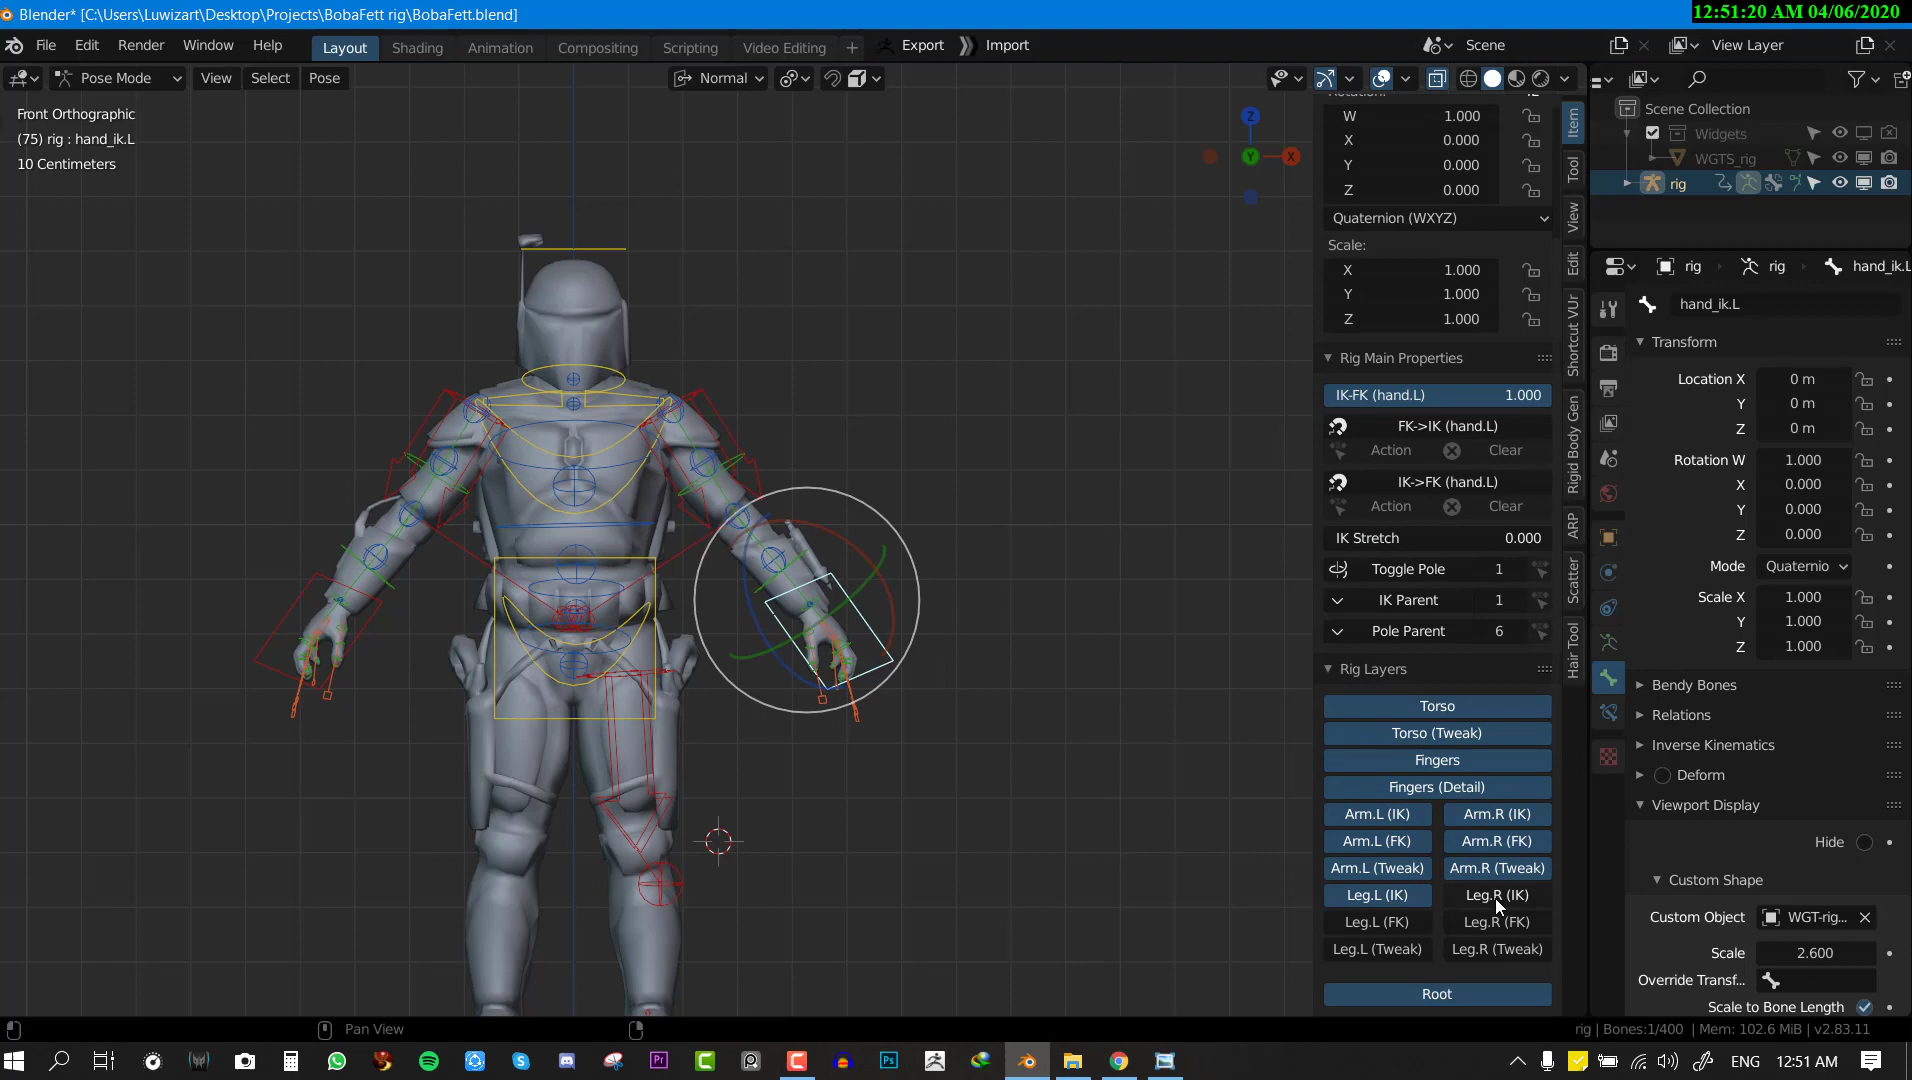 Blender* [C:\Users\Luwizart\Desktop\Projects\BobaFett rig\BobaFett.blend]
12:51:20 AM 04/06/2020
File Edit Render Window Help
Layout Shading Animation Compositing Scripting Video Editing + Export Import
Scene
View Layer
Pose Mode View Select Pose
Normal
Front Orthographic
(75) rig : hand_ik.L
10 Centimeters
Z
Y
X
W 1.000
X 0.000
Y 0.000
Z 0.000
Quaternion (WXYZ)
Scale:
X 1.000
Y 1.000
Z 1.000
Rig Main Properties
IK-FK (hand.L) 1.000
FK->IK (hand.L)
Action Clear
IK->FK (hand.L)
Action Clear
IK Stretch 0.000
Toggle Pole 1
IK Parent 1
Pole Parent 6
Rig Layers
Torso
Torso (Tweak)
Fingers
Fingers (Detail)
Arm.L (IK) Arm.R (IK)
Arm.L (FK) Arm.R (FK)
Arm.L (Tweak) Arm.R (Tweak)
Leg.L (IK) Leg.R (IK)
Leg.L (FK) Leg.R (FK)
Leg.L (Tweak) Leg.R (Tweak)
Root
Item
Tool
View
Edit
Shortcut VUr
Rigid Body Gen
ARP
Scatter
Hair Tool
Scene Collection
Widgets
WGTS_rig
rig
rig rig hand_ik.L
hand_ik.L
Transform
Location X 0 m
Y 0 m
Z 0 m
Rotation W 1.000
X 0.000
Y 0.000
Z 0.000
Mode Quaternio
Scale X 1.000
Y 1.000
Z 1.000
Bendy Bones
Relations
Inverse Kinematics
Deform
Viewport Display
Hide
Custom Shape
Custom Object WGT-rig...
Scale 2.600
Override Transf...
Scale to Bone Length
Pan View
rig | Bones:1/400 | Mem: 102.6 MiB | v2.83.11
Pr
Ps
ENG 12:51 AM